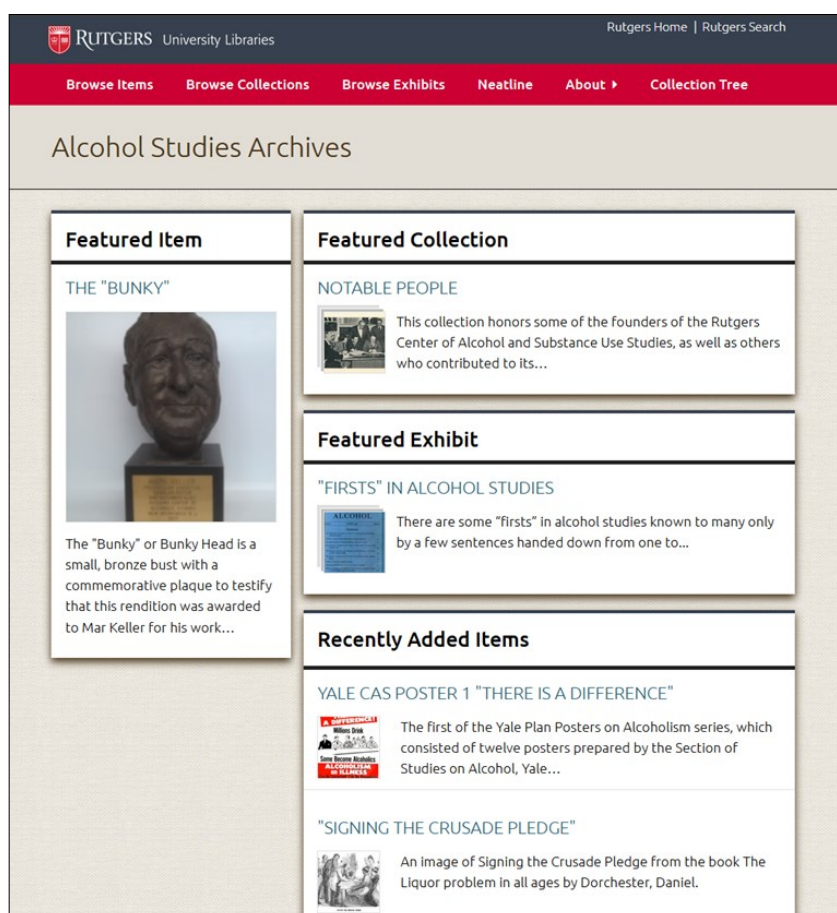 RUTGERS University Libraries
Rutgers Home | Rutgers Search
Browse Items Browse Collections Browse Exhibits Neatline About Collection Tree
Alcohol Studies Archives
Featured Item
THE "BUNKY"
The "Bunky" or Bunky Head is a
small, bronze bust with a
commemorative plaque to testify
that this rendition was awarded
to Mar Keller for his work...
Featured Collection
NOTABLE PEOPLE
This collection honors some of the founders of the Rutgers
Center of Alcohol and Substance Use Studies, as well as others
who contributed to its...
Featured Exhibit
"FIRSTS" IN ALCOHOL STUDIES
ALCOHOL
There are some "firsts" in alcohol studies known to many only
by a few sentences handed down from one to...
Recently Added Items
YALE CAS POSTER 1 "THERE IS A DIFFERENCE"
A DIFFERENCE!
Millions Drink
Some Become Alcoholics
ALCOHOLISM
IS ILLNESS
The first of the Yale Plan Posters on Alcoholism series, which
consisted of twelve posters prepared by the Section of
Studies on Alcohol, Yale...
"SIGNING THE CRUSADE PLEDGE"
An image of Signing the Crusade Pledge from the book The
Liquor problem in all ages by Dorchester, Daniel.